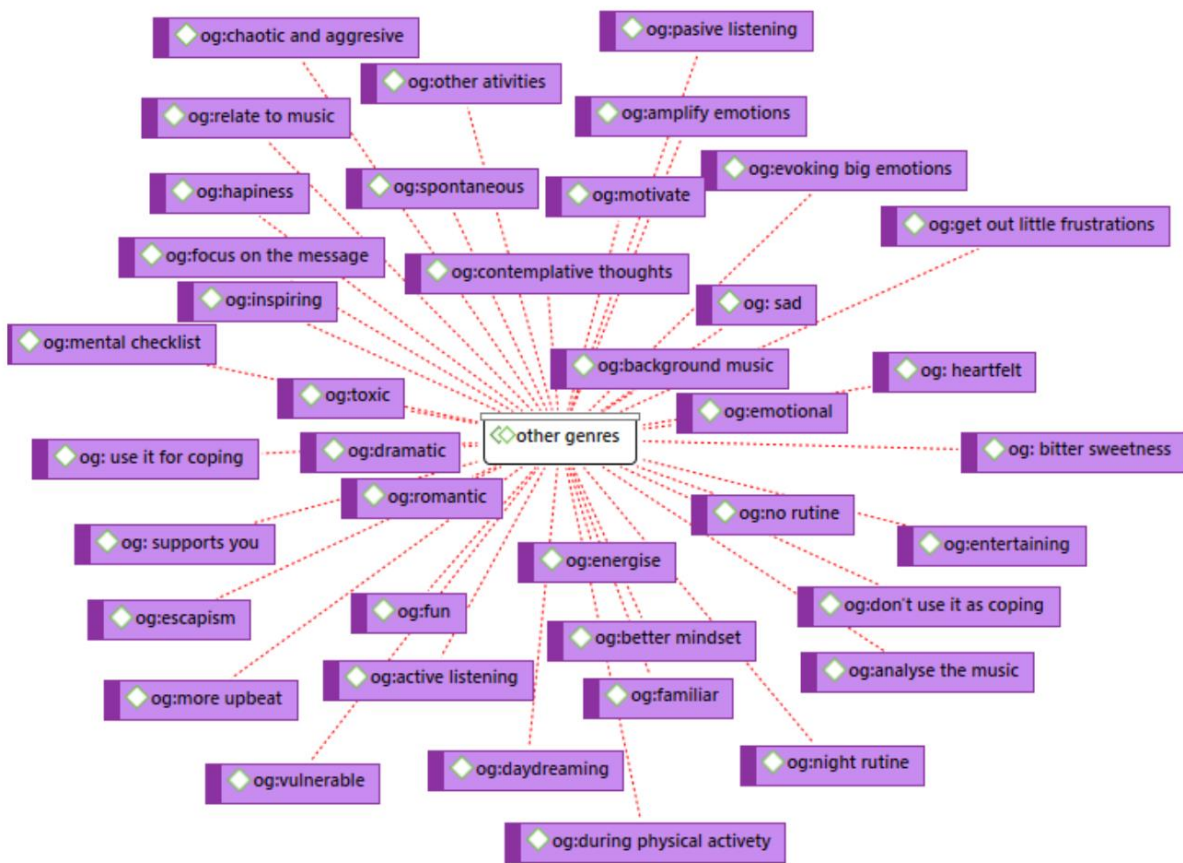 og:chaotic and aggresive
og:pasive listening
og:other ativities
og:relate to music
og:amplify emotions
og:evoking big emotions
og:hapiness
og:spontaneous
og:motivate
og:get out little frustrations
og:focus on the message
og:contemplative thoughts
og:inspiring
og: sad
og:mental checklist
og:background music
og: heartfelt
og:toxic
og:emotional
other genres
og: use it for coping
og:dramatic
og: bitter sweetness
og:romantic
og:no rutine
og: supports you
og:entertaining
og:energise
og:escapism
og:fun
og:don't use it as coping
og:better mindset
og:analyse the music
og:active listening
og:more upbeat
og:familiar
og:vulnerable
og:daydreaming
og:night rutine
og:during physical activety